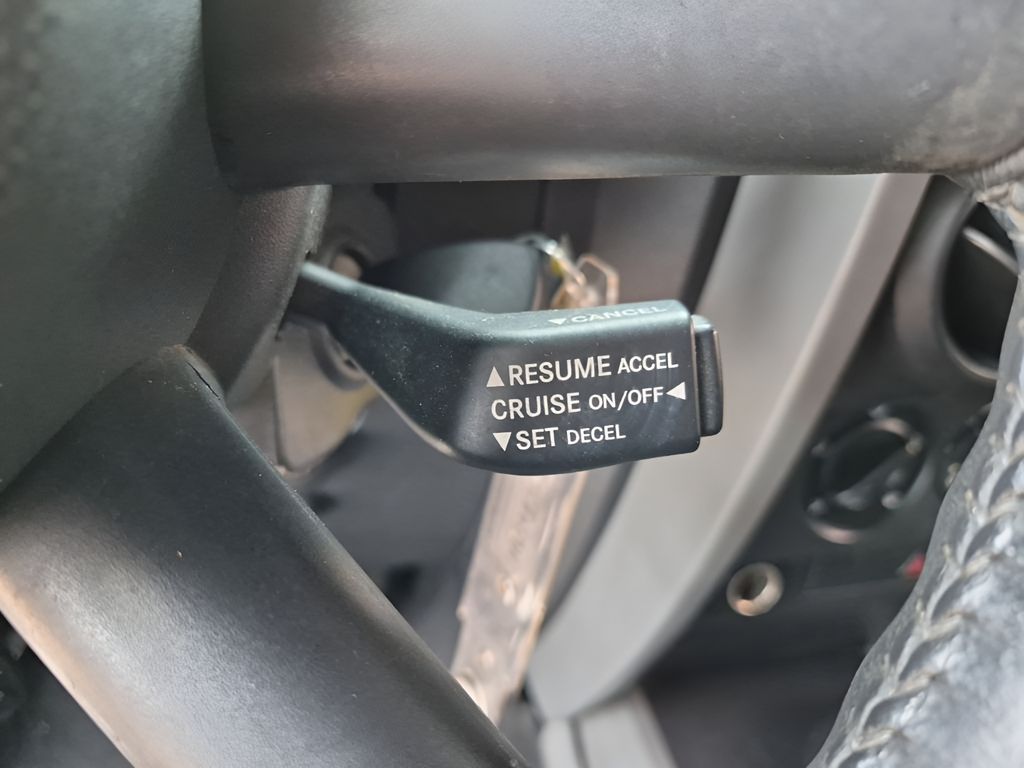 ▼CANCEL
▲RESUME ACCEL
CRUISE ON/OFF◀
▼SET DECEL